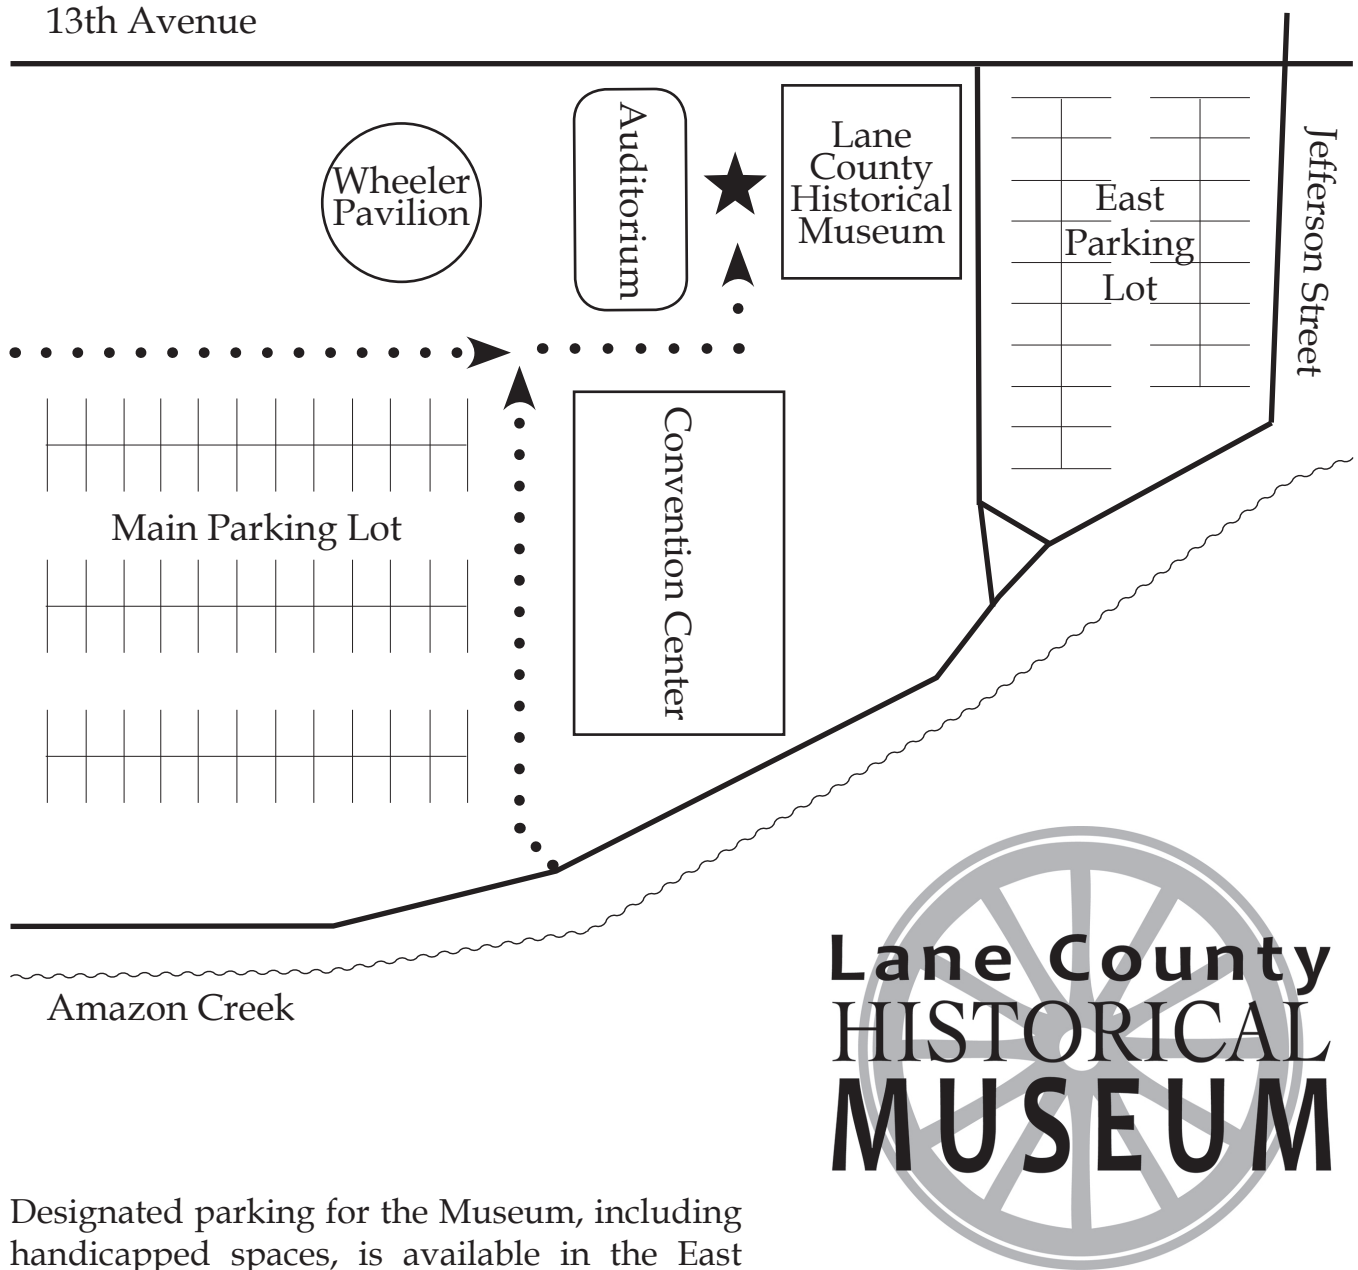 13th Avenue
Wheeler
Pavilion
Auditorium
Lane
County
Historical
Museum
East
Parking
Lot
Jefferson Street
Main Parking Lot
Convention Center
Amazon Creek
Lane County
HISTORICAL
MUSEUM
Designated parking for the Museum, including
handicapped spaces, is available in the East